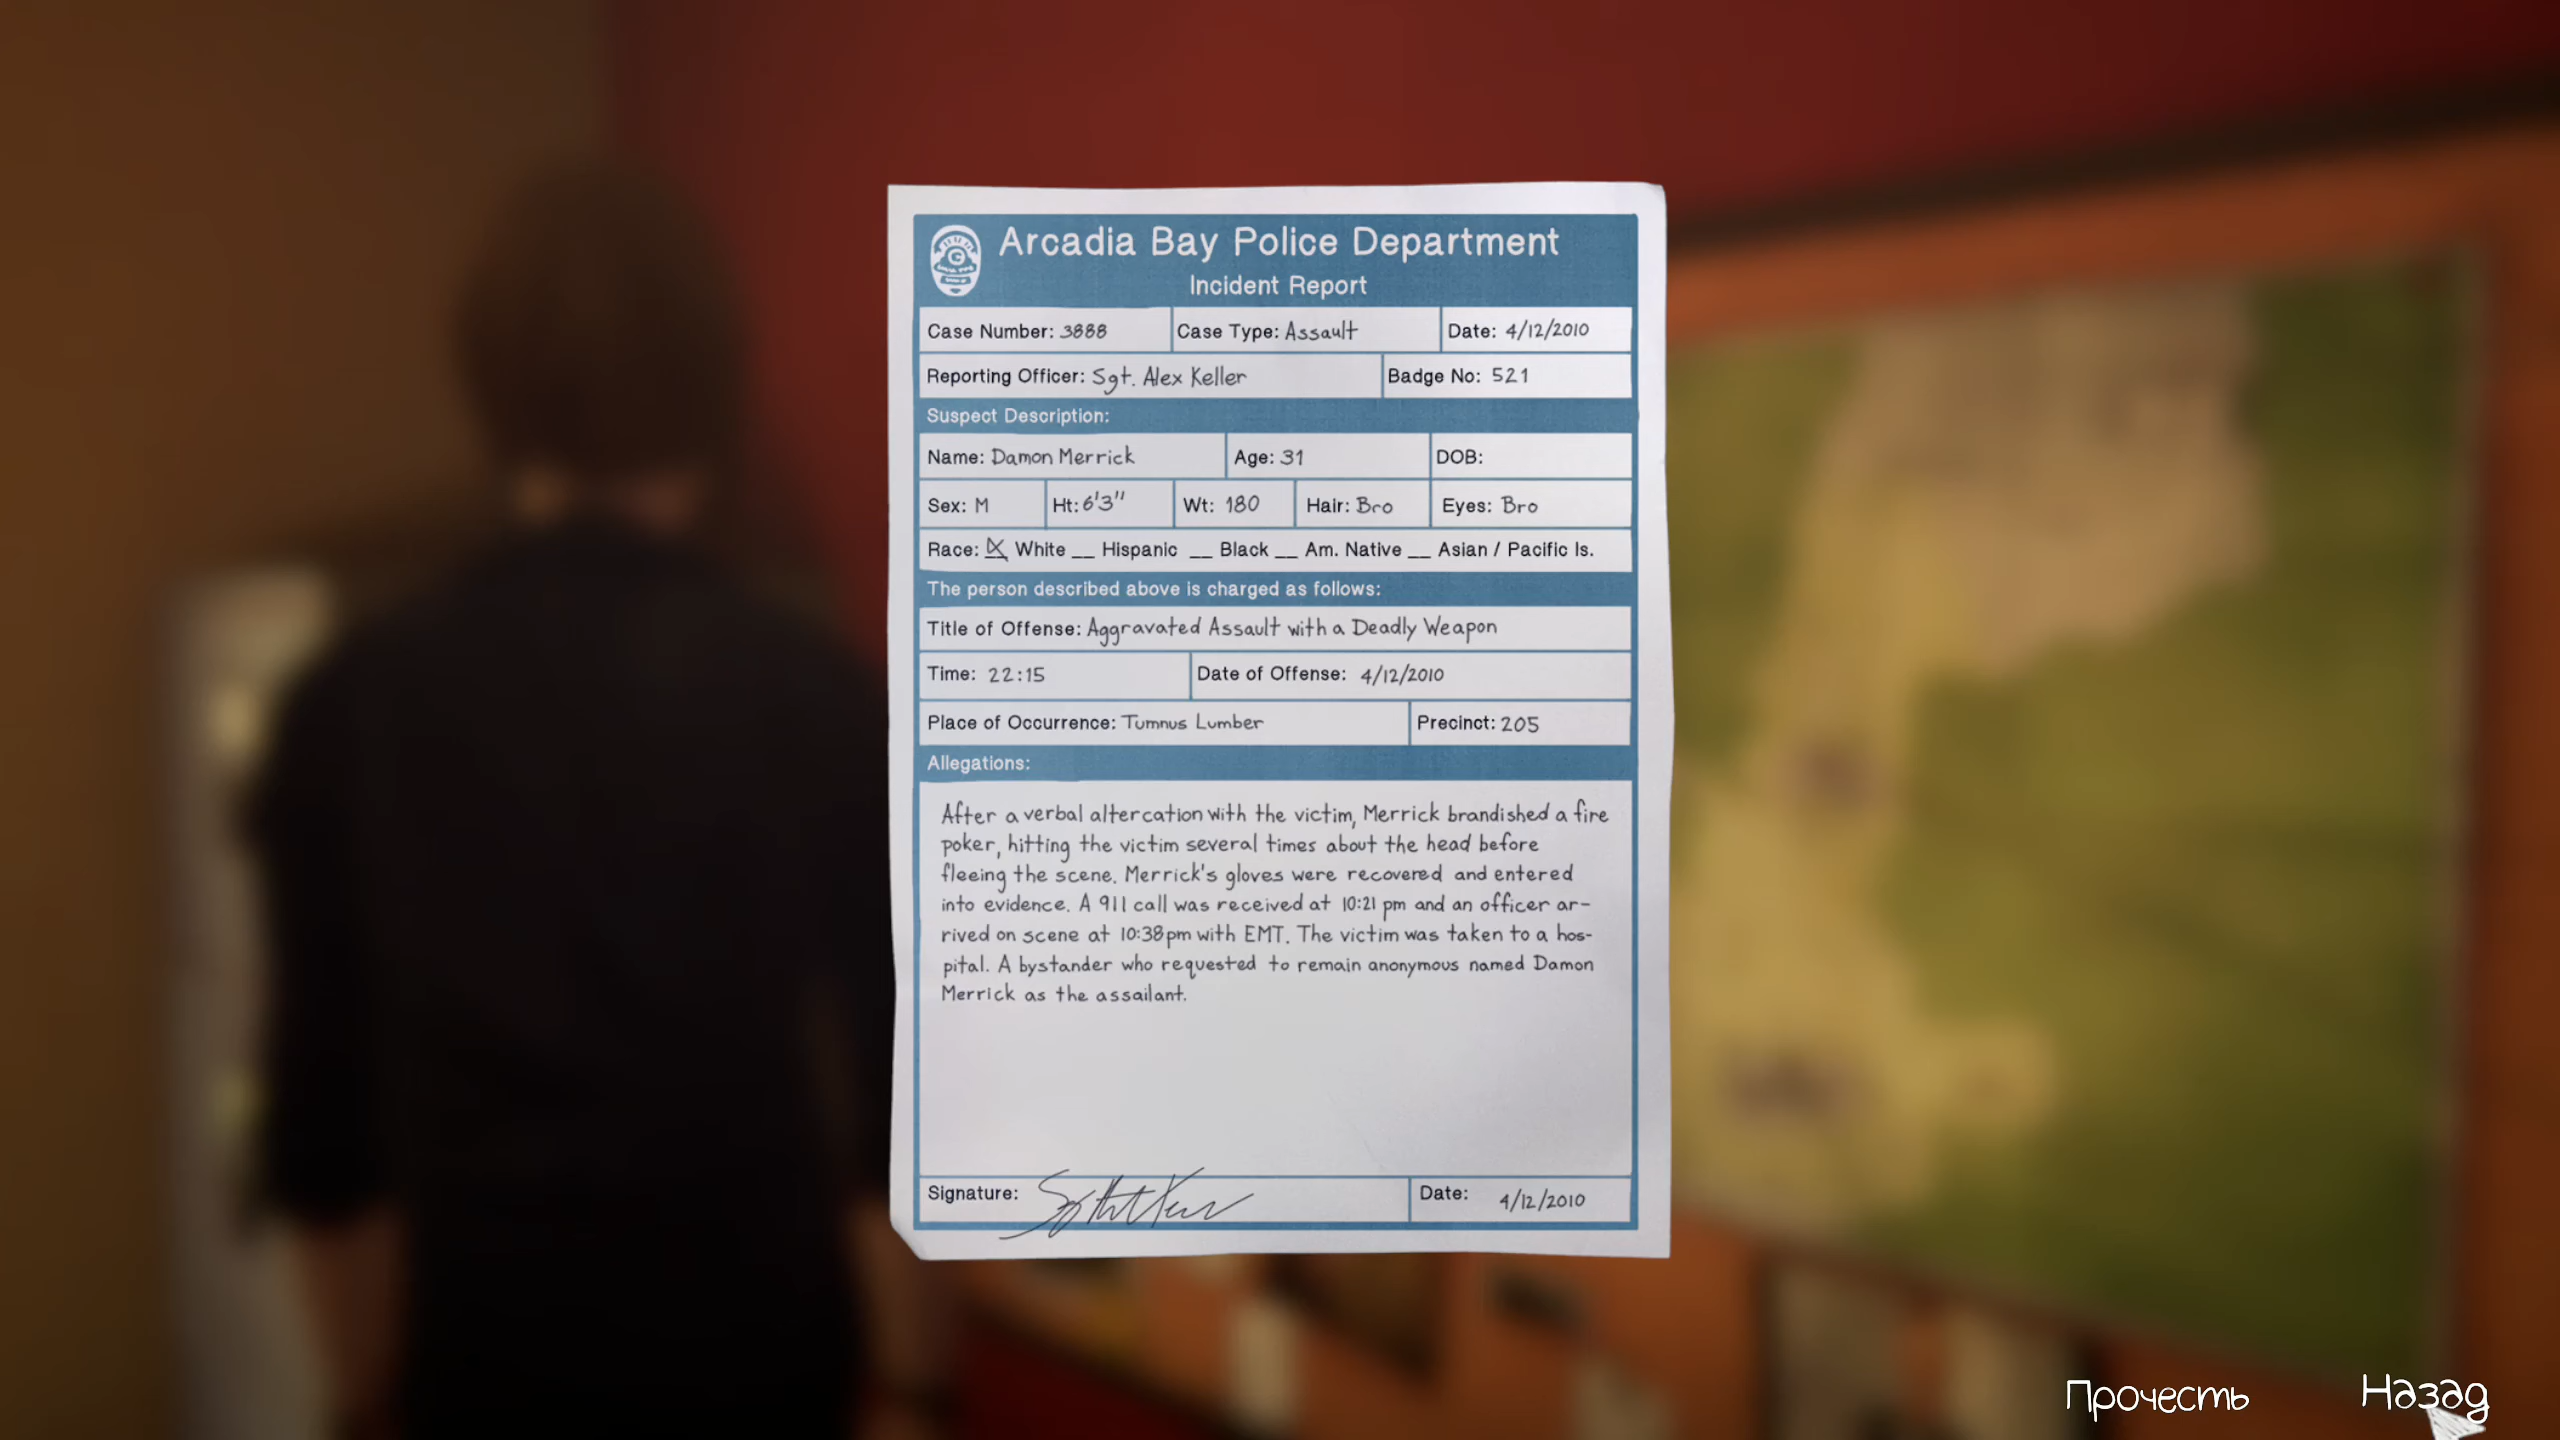 Arcadia Bay Police Department
Incident Report
Case Number: 3888 Case Type: Assault Date: 4/12/2010
Reporting Officer: Sgt. Alex Keller Badge No: 521
Suspect Description:
Name: Damon Merrick Age: 31 DOB:
Sex: M Ht: 6'3" Wt: 180 Hair: Bro Eyes: Bro
Race: X White __ Hispanic __ Black __ Am. Native __ Asian / Pacific Is.
The person described above is charged as follows:
Title of Offense: Aggravated Assault with a Deadly Weapon
Time: 22:15 Date of Offense: 4/12/2010
Place of Occurrence: Tumnus Lumber Precinct: 205
Allegations:
After a verbal altercation with the victim, Merrick brandished a fire
poker, hitting the victim several times about the head before
fleeing the scene. Merrick's gloves were recovered and entered
into evidence. A 911 call was received at 10:21 pm and an officer ar-
rived on scene at 10:38pm with EMT. The victim was taken to a hos-
pital. A bystander who requested to remain anonymous named Damon
Merrick as the assailant.
Signature: Date: 4/12/2010
Прочесть Назад